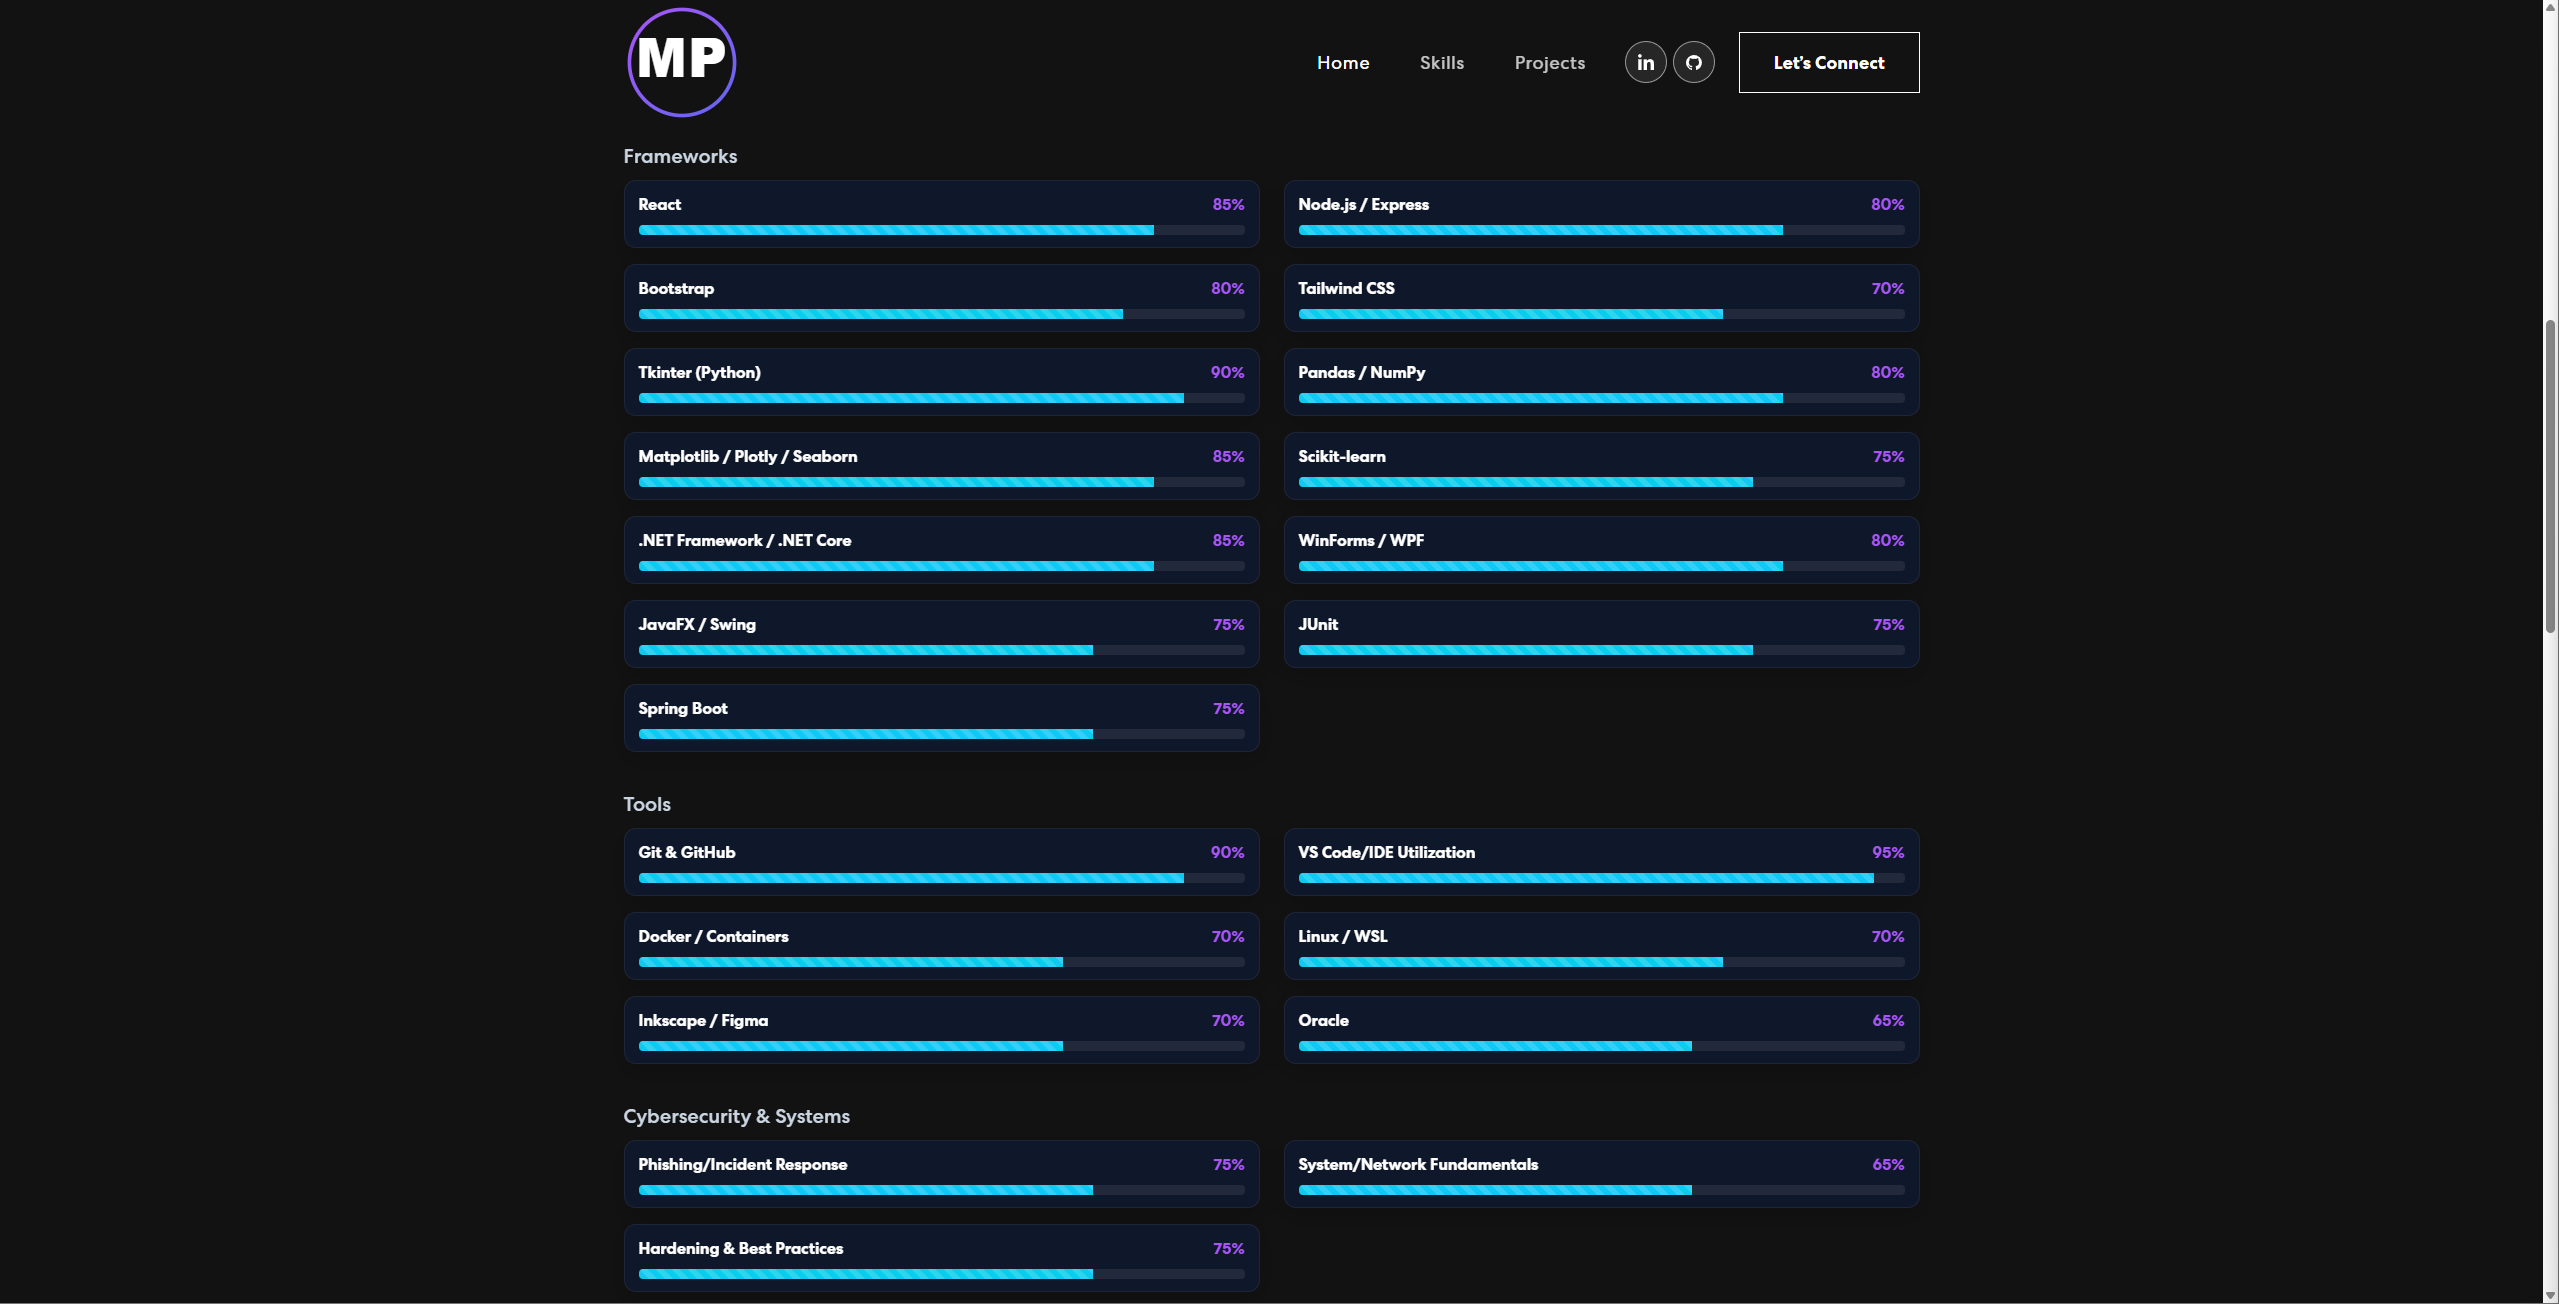 MP
Home Skills Projects in Let's Connect
Frameworks
React 85% Node.js / Express 80%
Bootstrap 80% Tailwind CSS 70%
Tkinter (Python) 90% Pandas / NumPy 80%
Matplotlib / Plotly / Seaborn 85% Scikit-learn 75%
.NET Framework / .NET Core 85% WinForms / WPF 80%
JavaFX / Swing 75% JUnit 75%
Spring Boot 75%
Tools
Git & GitHub 90% VS Code/IDE Utilization 95%
Docker / Containers 70% Linux / WSL 70%
Inkscape / Figma 70% Oracle 65%
Cybersecurity & Systems
Phishing/Incident Response 75% System/Network Fundamentals 65%
Hardening & Best Practices 75%